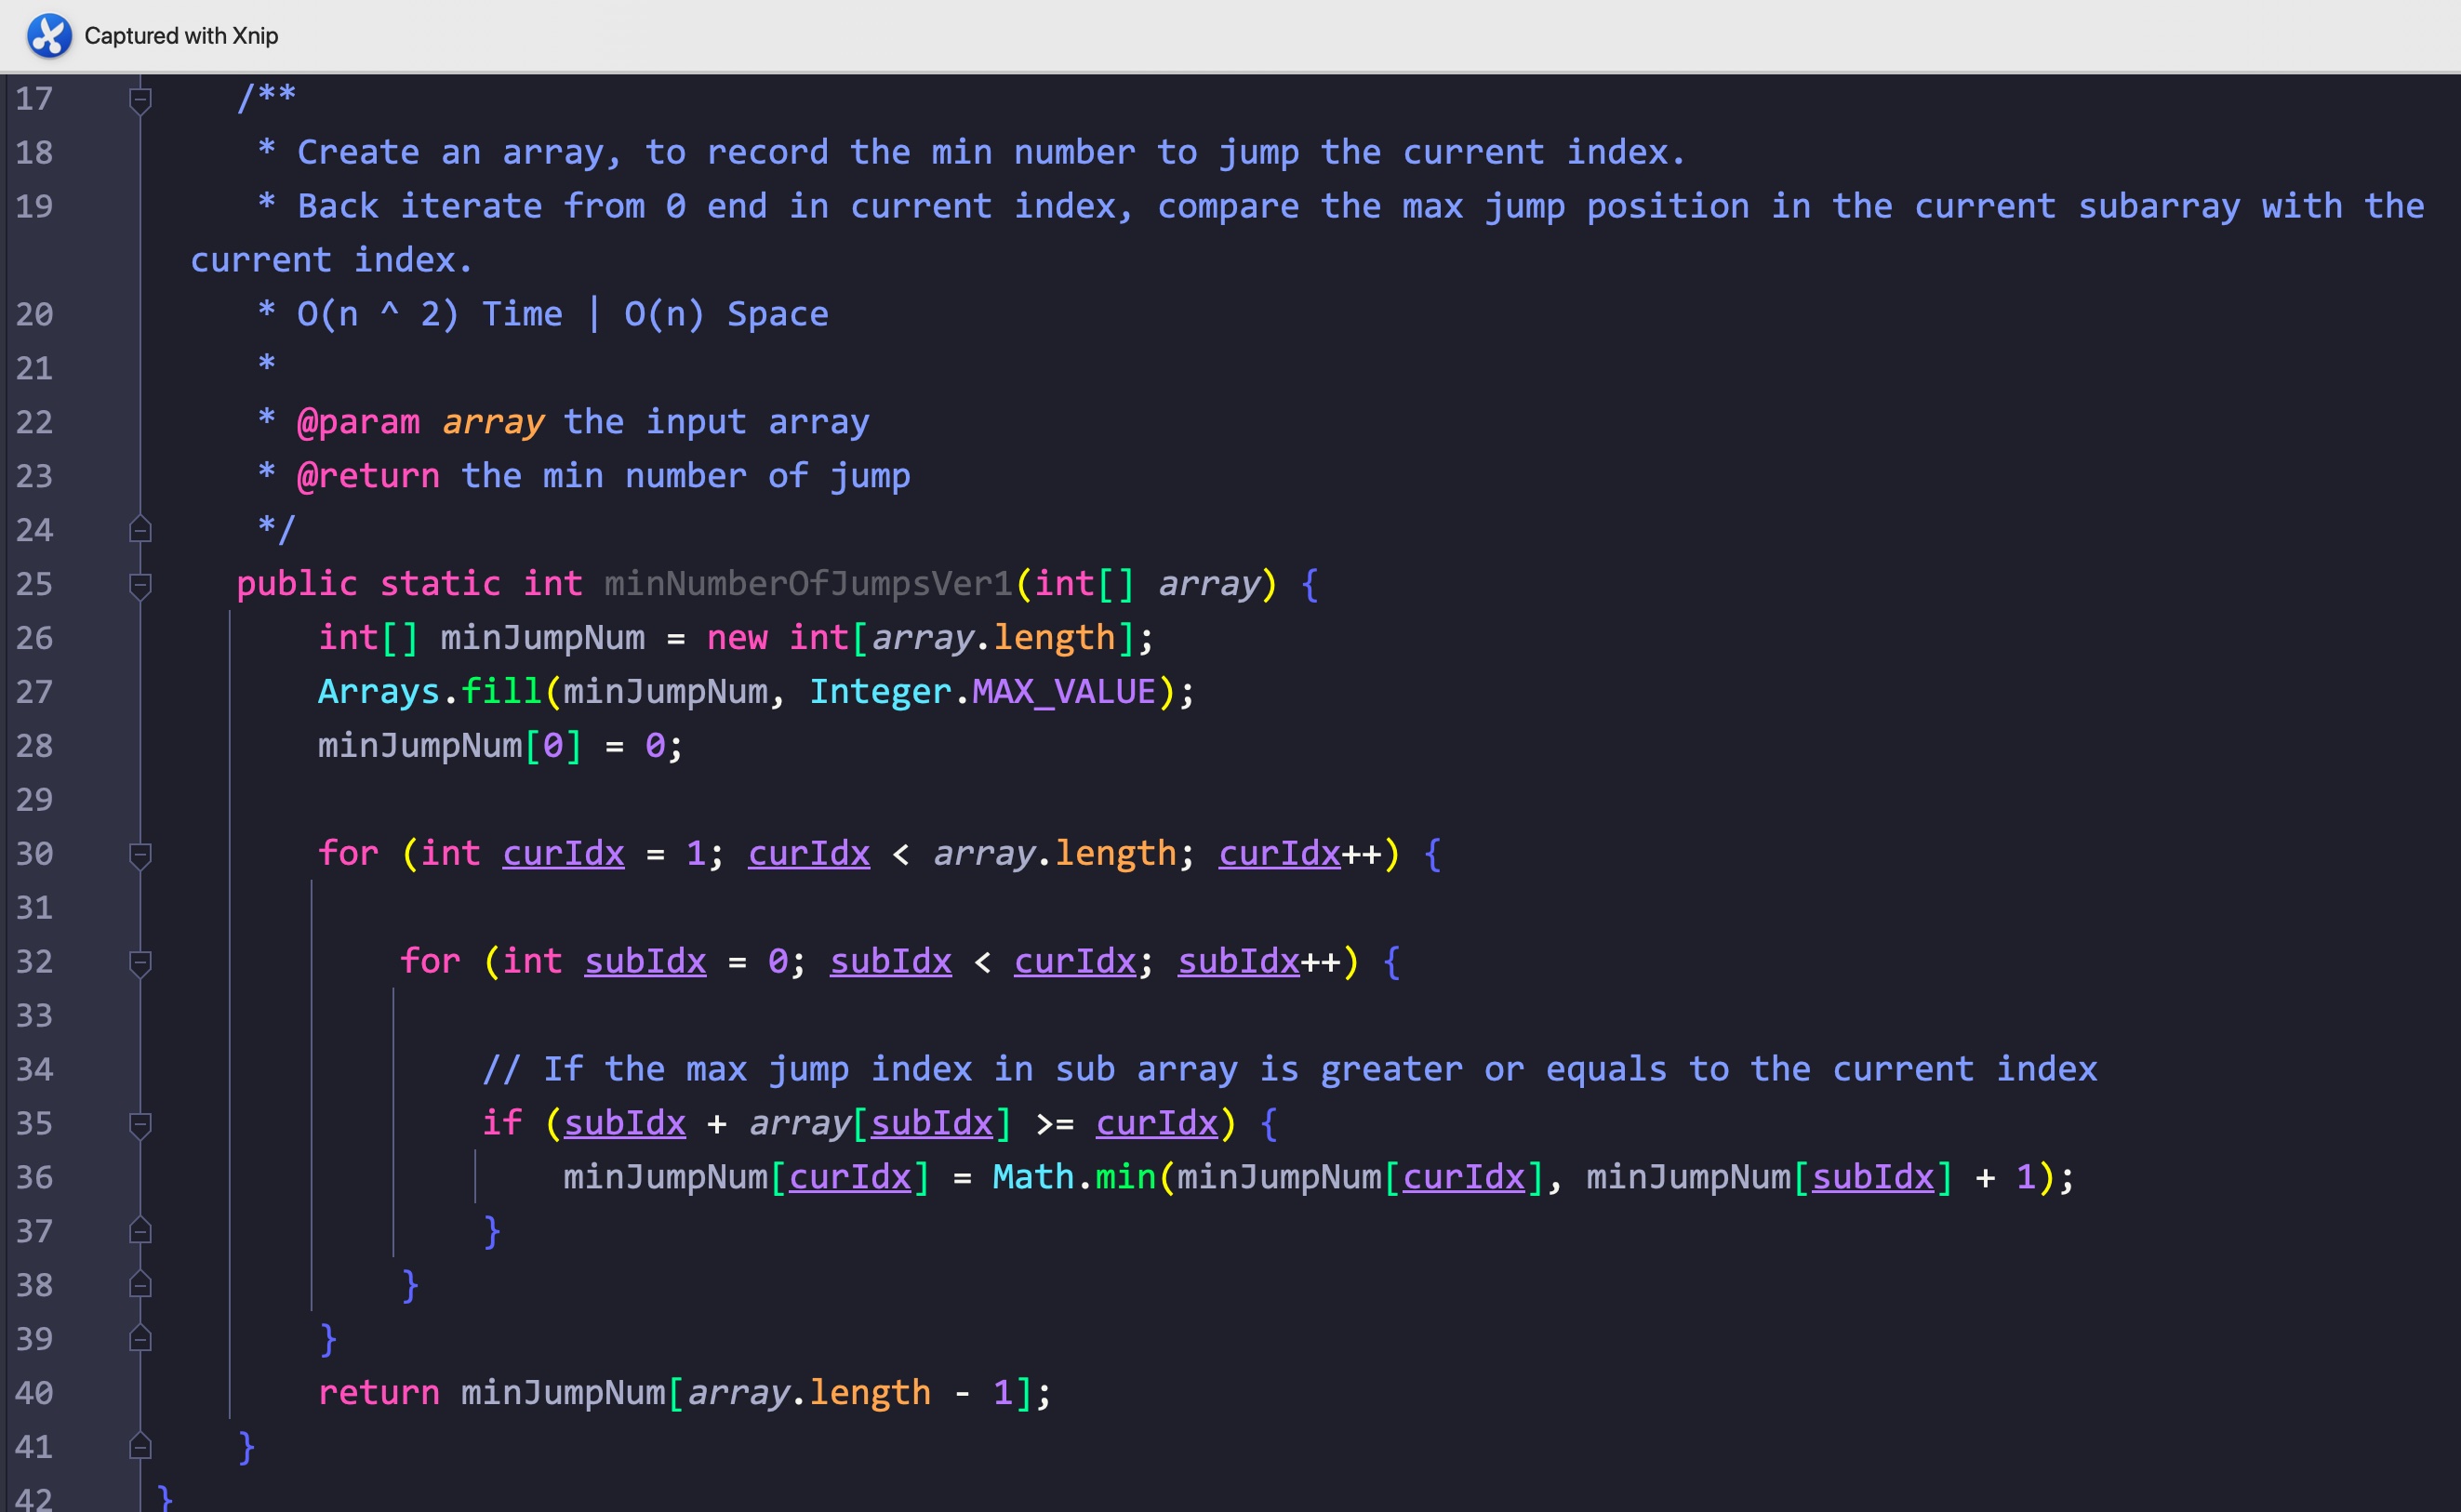 Captured with Xnip
17 /**
18 * Create an array, to record the min number to jump the current index.
19 * Back iterate from 0 end in current index, compare the max jump position in the current subarray with the
current index.
20 * O(n ^ 2) Time | O(n) Space
21 *
22 * @param array the input array
23 * @return the min number of jump
24 */
25 public static int minNumberOfJumpsVer1(int[] array) {
26 int[] minJumpNum = new int[array.length];
27 Arrays.fill(minJumpNum, Integer.MAX_VALUE);
28 minJumpNum[0] = 0;
29
30 for (int curIdx = 1; curIdx < array.length; curIdx++) {
31
32 for (int subIdx = 0; subIdx < curIdx; subIdx++) {
33
34 // If the max jump index in sub array is greater or equals to the current index
35 if (subIdx + array[subIdx] >= curIdx) {
36 minJumpNum[curIdx] = Math.min(minJumpNum[curIdx], minJumpNum[subIdx] + 1);
37 }
38 }
39 }
40 return minJumpNum[array.length - 1];
41 }
42 }